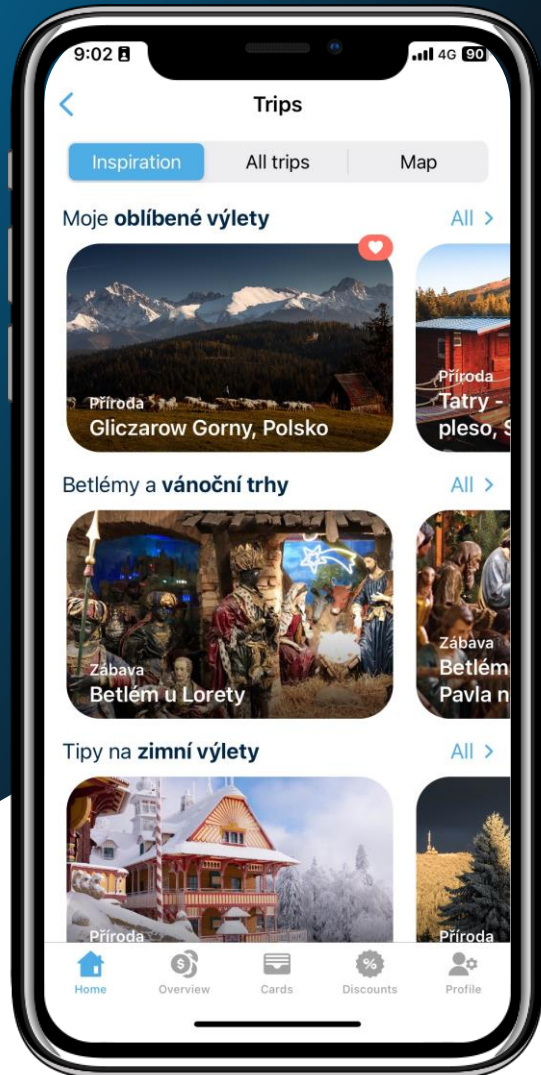 9:02
4G 90
Trips
Inspiration
All trips
Map
Moje oblíbené výlety
All >
Příroda
Gliczarow Gorny, Polsko
Příroda
Tatry -
pleso, S
Betlémy a vánoční trhy
All >
Zábava
Betlém u Lorety
Zábava
Betlém
Pavla n
Tipy na zimní výlety
All >
Příroda
Příroda
Home
Overview
Cards
Discounts
Profile